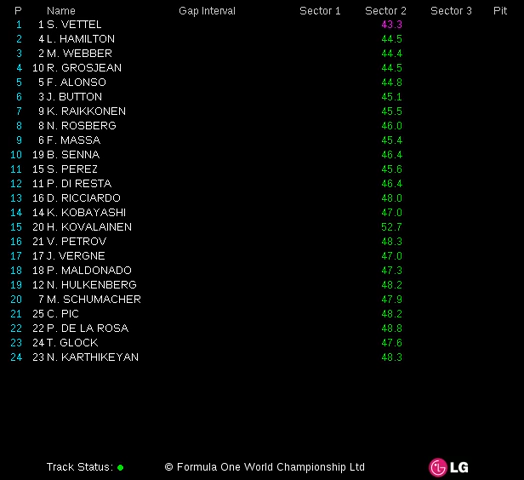 P Name Gap Interval Sector 1 Sector 2 Sector 3 Pit
1 1 S. VETTEL 43.3
2 4 L. HAMILTON 44.5
3 2 M. WEBBER 44.4
4 10 R. GROSJEAN 44.5
5 5 F. ALONSO 44.8
6 3 J. BUTTON 45.1
7 9 K. RAIKKONEN 45.5
8 8 N. ROSBERG 46.0
9 6 F. MASSA 45.4
10 19 B. SENNA 46.4
11 15 S. PEREZ 45.6
12 11 P. DI RESTA 46.4
13 16 D. RICCIARDO 48.0
14 14 K. KOBAYASHI 47.0
15 20 H. KOVALAINEN 52.7
16 21 V. PETROV 48.3
17 17 J. VERGNE 47.0
18 18 P. MALDONADO 47.3
19 12 N. HULKENBERG 48.2
20 7 M. SCHUMACHER 47.9
21 25 C. PIC 48.2
22 22 P. DE LA ROSA 48.8
23 24 T. GLOCK 47.6
24 23 N. KARTHIKEYAN 48.3
Track Status: © Formula One World Championship Ltd LG